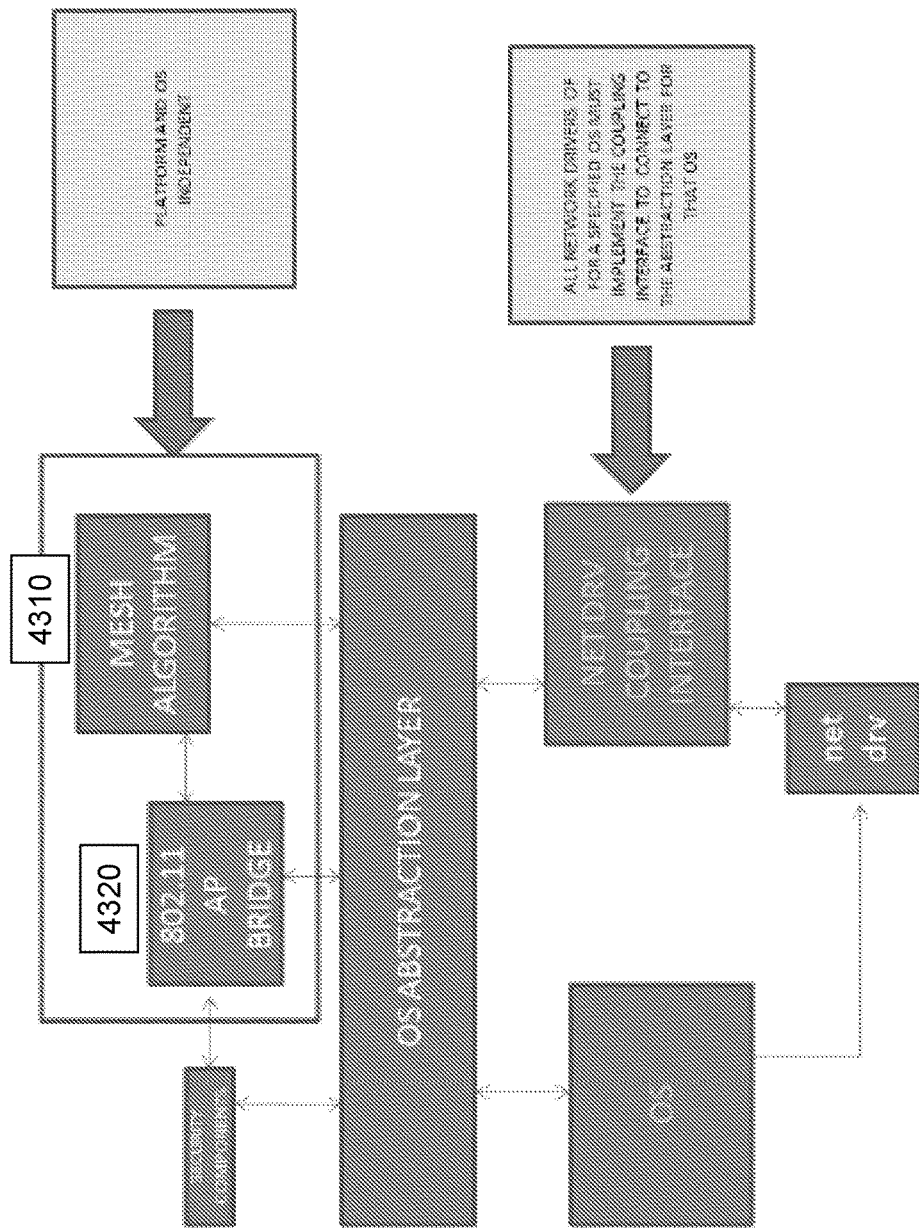 4310
4320
PLATFORM AND OS
INDEPENDENT
MESH
ALGORITHM
802.11
AP
BRIDGE
SECURITY
COMPONENTS
OS ABSTRACTION LAYER
ALL NETWORK DRIVERS OF
FOR A SPECIFIED OS MUST
IMPLEMENT THE COUPLING
INTERFACE TO CONNECT TO
THE ABSTRACTION LAYER FOR
THAT OS
NET DRV
COUPLING
INTERFACE
OS
net
drv